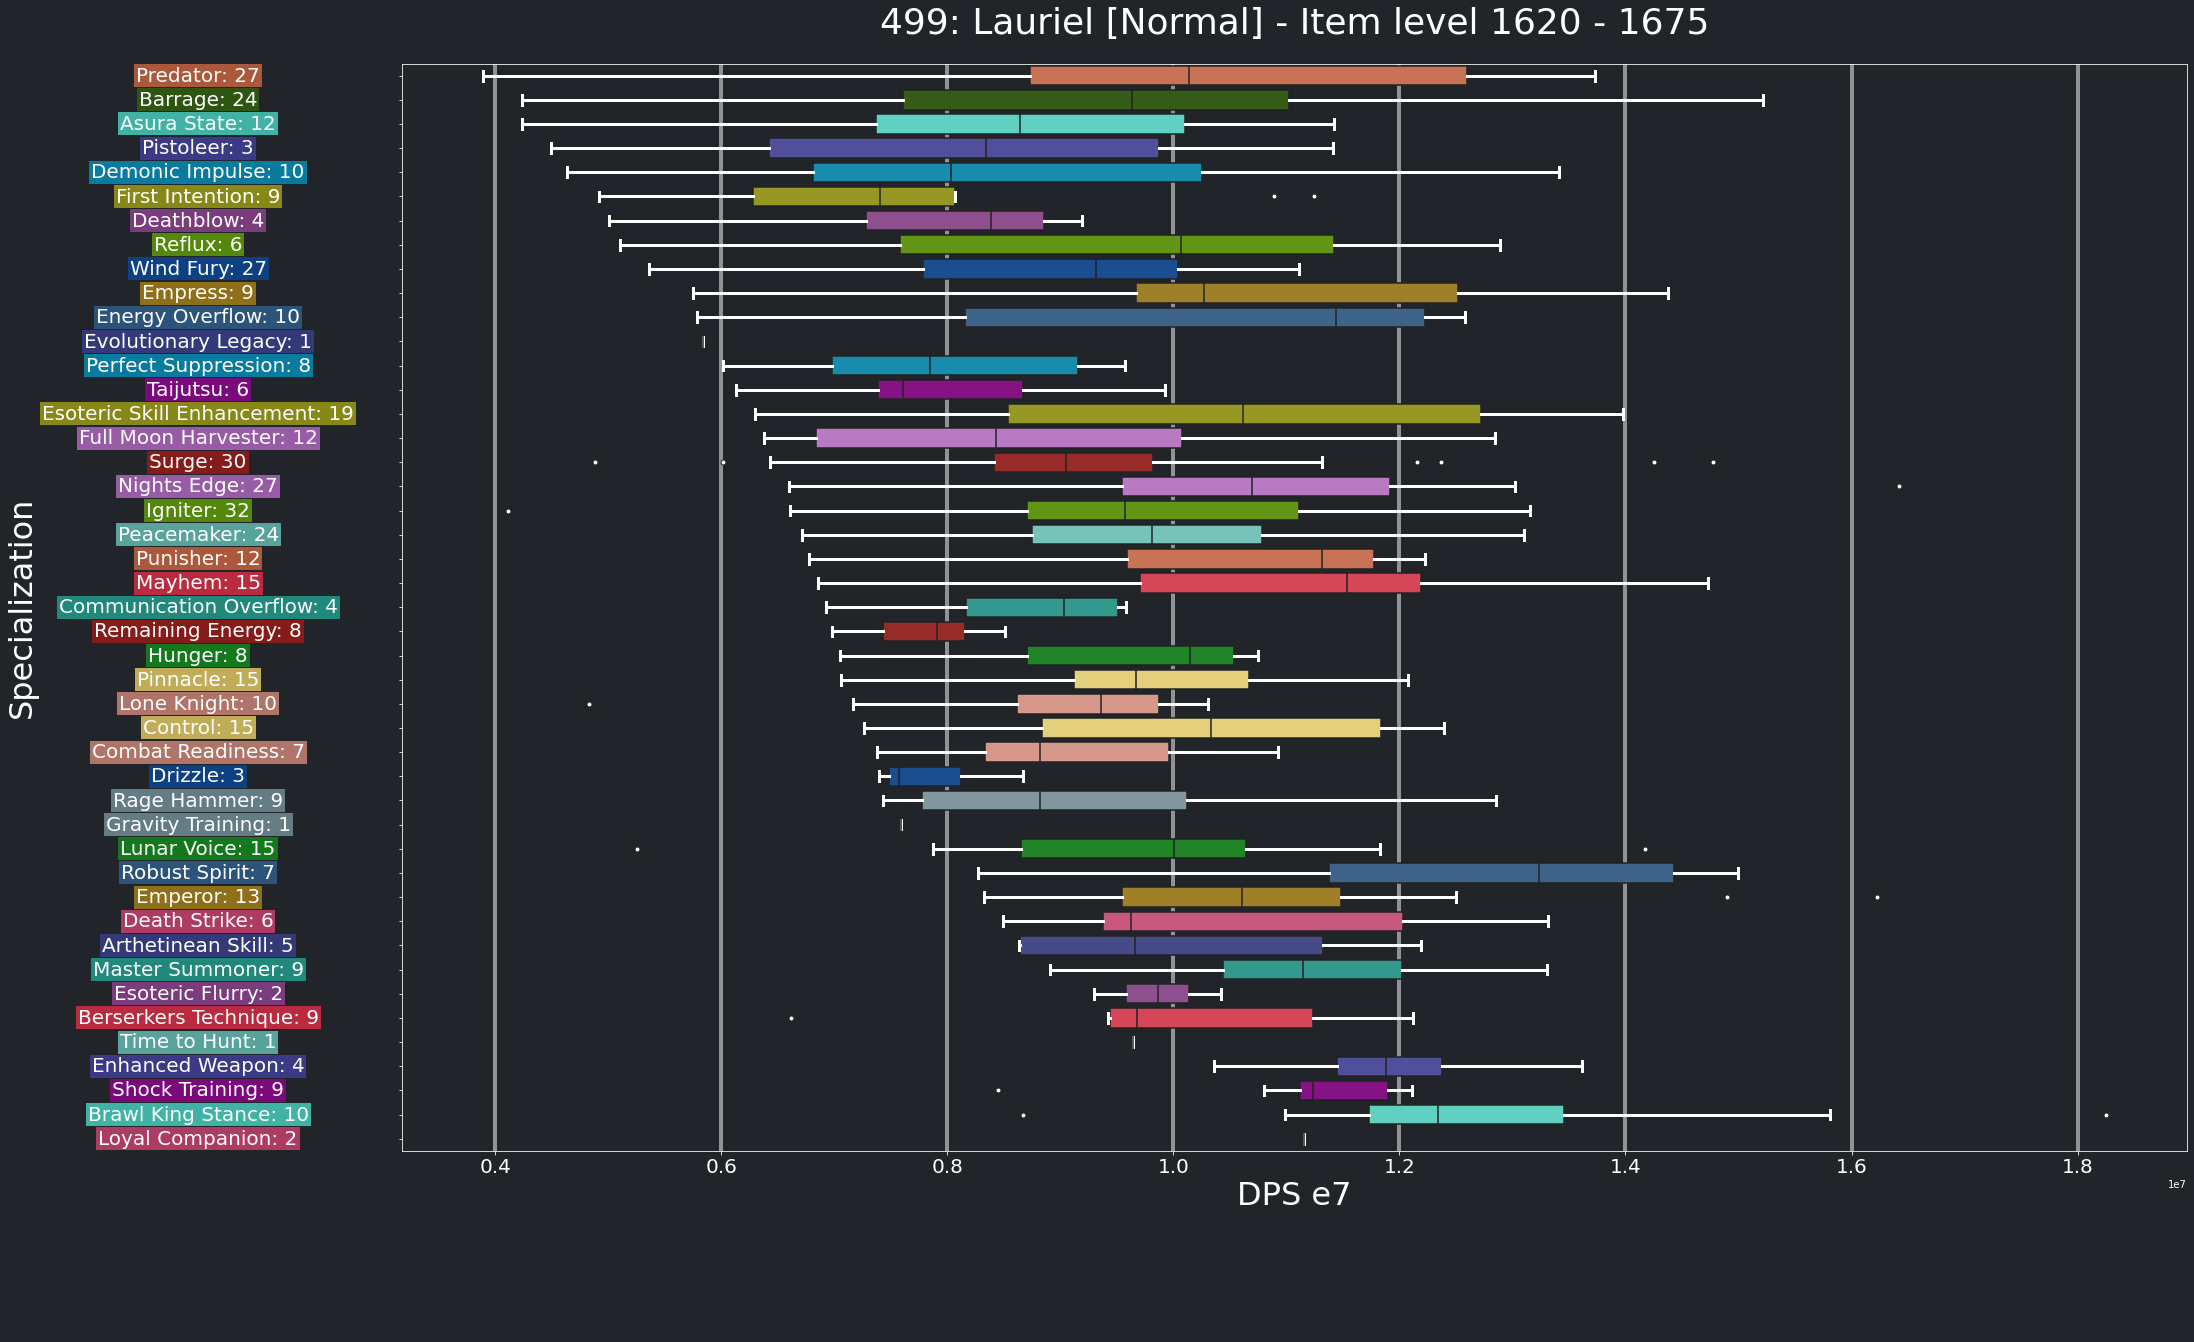 499: Lauriel [Normal] - Item level 1620 - 1675
Predator: 27
Barrage: 24
Asura State: 12
Pistoleer: 3
Demonic Impulse: 10
First Intention: 9
Deathblow: 4
Reflux: 6
Wind Fury: 27
Empress: 9
Energy Overflow: 10
Evolutionary Legacy: 1
Perfect Suppression: 8
Taijutsu: 6
Esoteric Skill Enhancement: 19
Full Moon Harvester: 12
Surge: 30
Nights Edge: 27
Igniter: 32
Peacemaker: 24
Punisher: 12
Mayhem: 15
Communication Overflow: 4
Remaining Energy: 8
Hunger: 8
Pinnacle: 15
Lone Knight: 10
Control: 15
Combat Readiness: 7
Drizzle: 3
Rage Hammer: 9
Gravity Training: 1
Lunar Voice: 15
Robust Spirit: 7
Emperor: 13
Death Strike: 6
Arthetinean Skill: 5
Master Summoner: 9
Esoteric Flurry: 2
Berserkers Technique: 9
Time to Hunt: 1
Enhanced Weapon: 4
Shock Training: 9
Brawl King Stance: 10
Loyal Companion: 2
Specialization
0.4 0.6 0.8 1.0 1.2 1.4 1.6 1.8
1e7
DPS e7